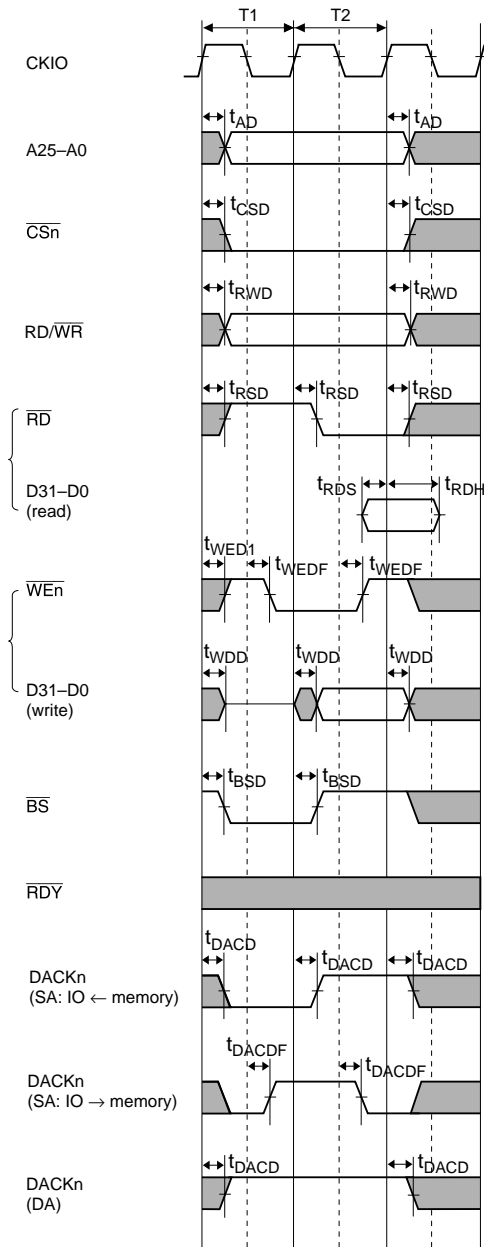 T1 T2
CKIO
tAD tAD
A25–A0
tCSD tCSD
CSn
tRWD tRWD
RD/WR
tRSD tRSD tRSD
RD
tRDS tRDH
D31–D0
(read)
tWED1 tWEDF tWEDF
WEn
tWDD tWDD tWDD
D31–D0
(write)
tBSD tBSD
BS
RDY
tDACD tDACD tDACD
DACKn
(SA: IO ← memory)
tDACDF tDACDF
DACKn
(SA: IO → memory)
tDACD tDACD
DACKn
(DA)